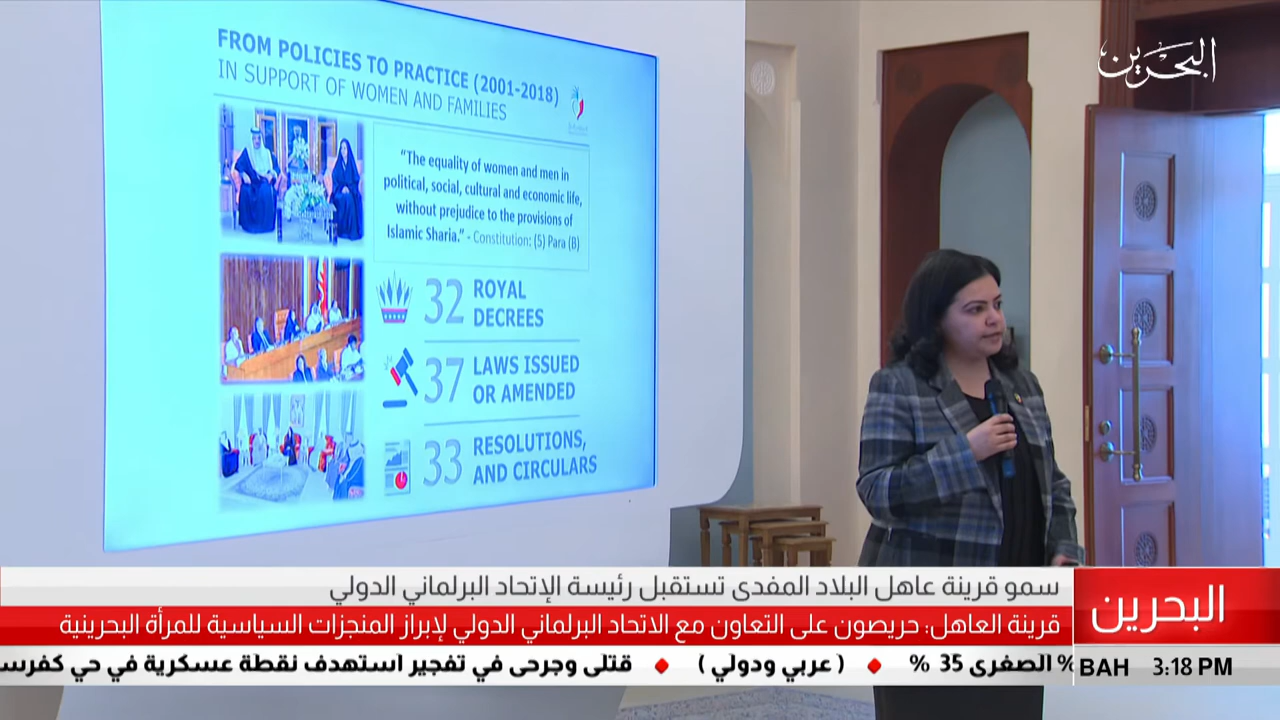 البحرين
FROM POLICIES TO PRACTICE (2001-2018)
IN SUPPORT OF WOMEN AND FAMILIES
“The equality of women and men in
political, social, cultural and economic life,
without prejudice to the provisions of
Islamic Sharia.” - Constitution: (5) Para (B)
32 ROYAL
DECREES
37 LAWS ISSUED
OR AMENDED
33 RESOLUTIONS,
AND CIRCULARS
سمو قرينة عاهل البلاد المفدى تستقبل رئيسة الإتحاد البرلماني الدولي
البحرين
قرينة العاهل: حريصون على التعاون مع الاتحاد البرلماني الدولي لإبراز المنجزات السياسية للمرأة البحرينية
% الصغرى 35 % ( عربي ودولي ) قتلى وجرحى في تفجير استهدف نقطة عسكرية في حي كفرس
BAH 3:18 PM